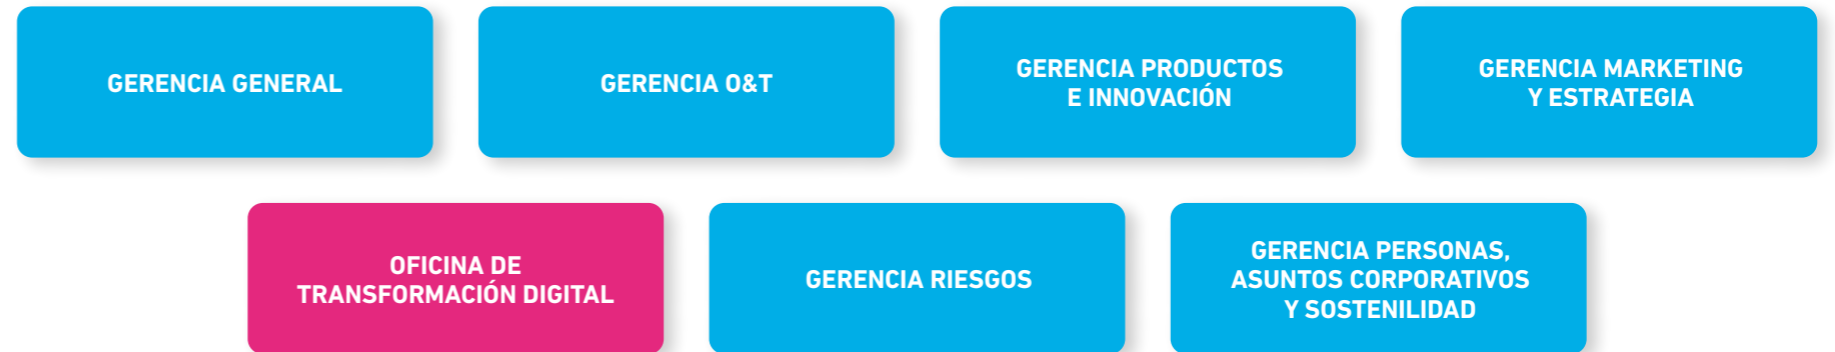 GERENCIA GENERAL
GERENCIA O&T
GERENCIA PRODUCTOS
E INNOVACIÓN
GERENCIA MARKETING
Y ESTRATEGIA
OFICINA DE
TRANSFORMACIÓN DIGITAL
GERENCIA RIESGOS
GERENCIA PERSONAS,
ASUNTOS CORPORATIVOS
Y SOSTENILIDAD